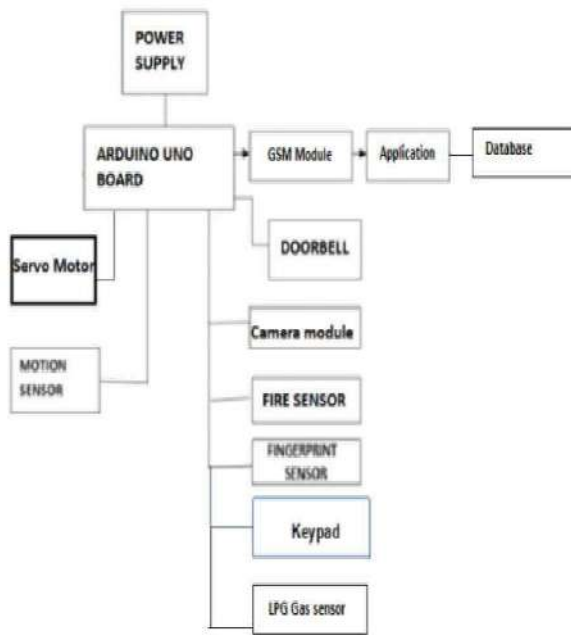 POWER
SUPPLY
ARDUINO UNO
BOARD
GSM Module
Application
Database
DOORBELL
Servo Motor
Camera module
MOTION
SENSOR
FIRE SENSOR
FINGERPRINT
SENSOR
Keypad
LPG Gas sensor